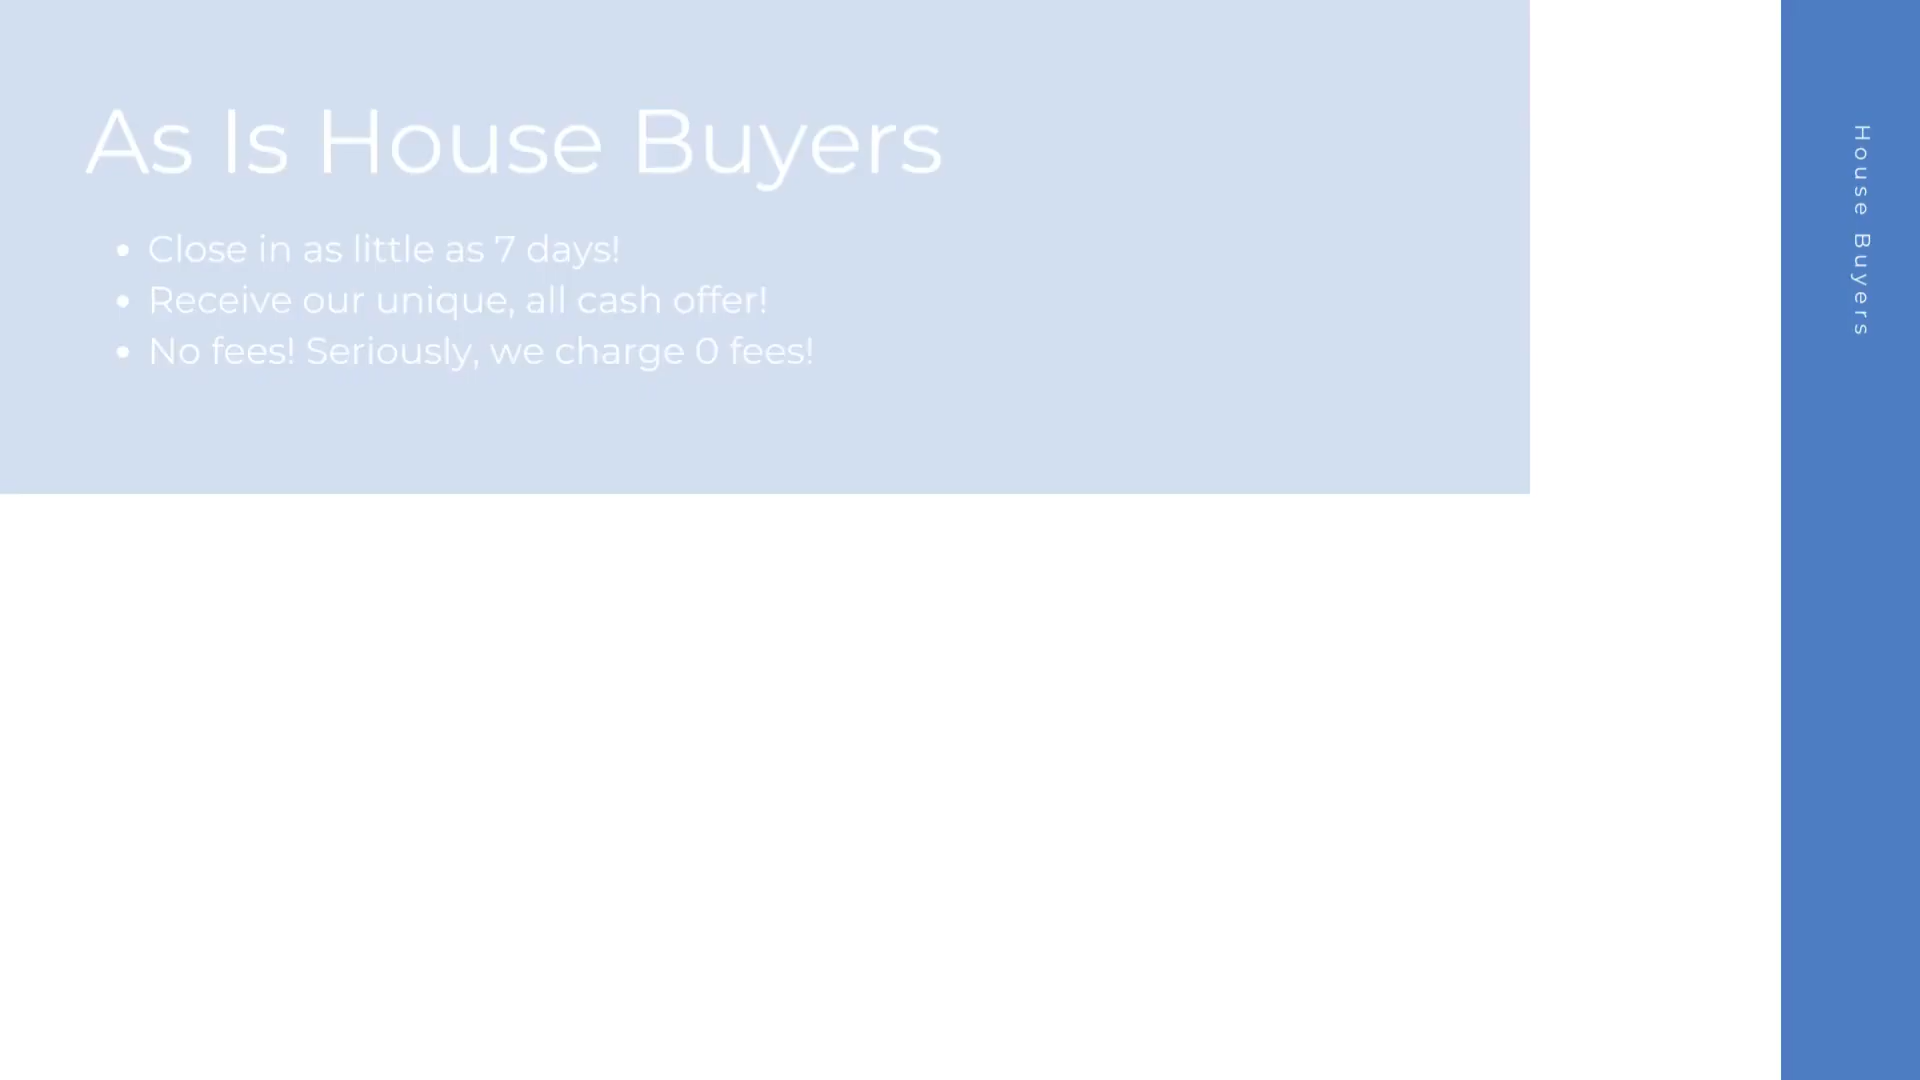 As Is House Buyers
• Close in as little as 7 days!
• Receive our unique, all cash offer!
• No fees! Seriously, we charge 0 fees!
House Buyers